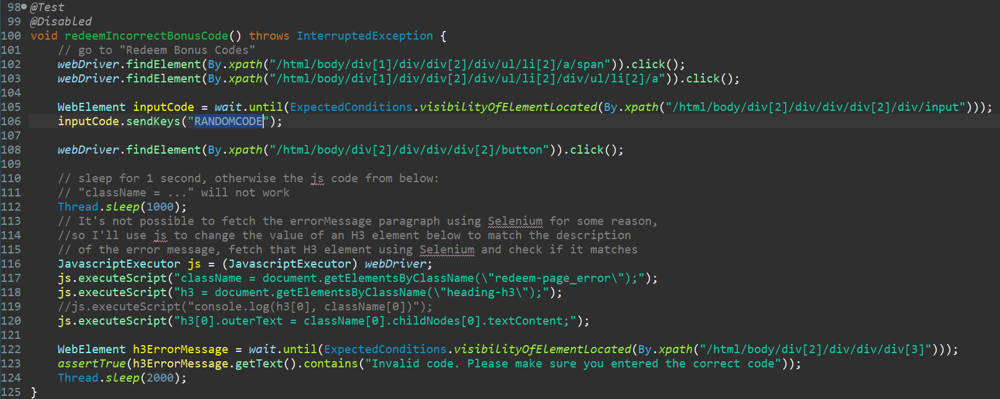 98 @Test
99 @Disabled
100 void redeemIncorrectBonusCode() throws InterruptedException {
101     // go to "Redeem Bonus Codes"
102     webDriver.findElement(By.xpath("/html/body/div[1]/div/div[2]/div/ul/li[2]/a/span")).click();
103     webDriver.findElement(By.xpath("/html/body/div[1]/div/div[2]/div/ul/li[2]/div/ul/li[2]/a")).click();
104
105     WebElement inputCode = wait.until(ExpectedConditions.visibilityOfElementLocated(By.xpath("/html/body/div[2]/div/div/div[2]/div/input")));
106     inputCode.sendKeys("RANDOMCODE");
107
108     webDriver.findElement(By.xpath("/html/body/div[2]/div/div/div[2]/button")).click();
109
110     // sleep for 1 second, otherwise the js code from below:
111     // "className = ..." will not work
112     Thread.sleep(1000);
113     // It's not possible to fetch the errorMessage paragraph using Selenium for some reason,
114     //so I'll use js to change the value of an H3 element below to match the description
115     // of the error message, fetch that H3 element using Selenium and check if it matches
116     JavascriptExecutor js = (JavascriptExecutor) webDriver;
117     js.executeScript("className = document.getElementsByClassName(\"redeem-page_error\");");
118     js.executeScript("h3 = document.getElementsByClassName(\"heading-h3\");");
119     //js.executeScript("console.log(h3[0], className[0])");
120     js.executeScript("h3[0].outerText = className[0].childNodes[0].textContent;");
121
122     WebElement h3ErrorMessage = wait.until(ExpectedConditions.visibilityOfElementLocated(By.xpath("/html/body/div[2]/div/div/div[3]")));
123     assertTrue(h3ErrorMessage.getText().contains("Invalid code. Please make sure you entered the correct code"));
124     Thread.sleep(2000);
125 }